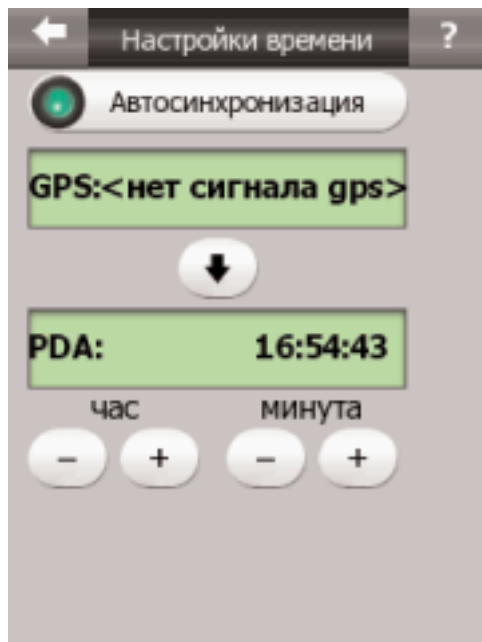 Настройки времени ?
Автосинхронизация
GPS:<нет сигнала gps>
PDA: 16:54:43
час минута
- + - +